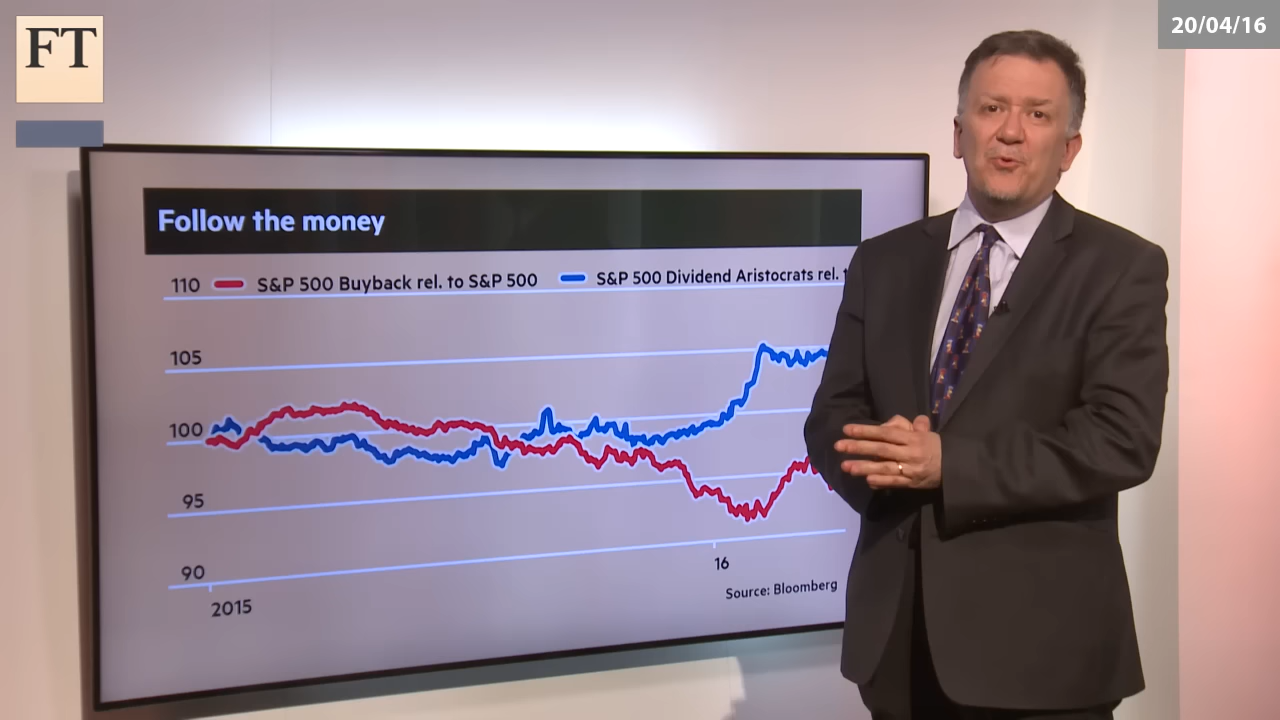 FT
20/04/16
Follow the money
110
S&P 500 Buyback rel. to S&P 500
S&P 500 Dividend Aristocrats rel.
105
100
95
90
2015
16
Source: Bloomberg